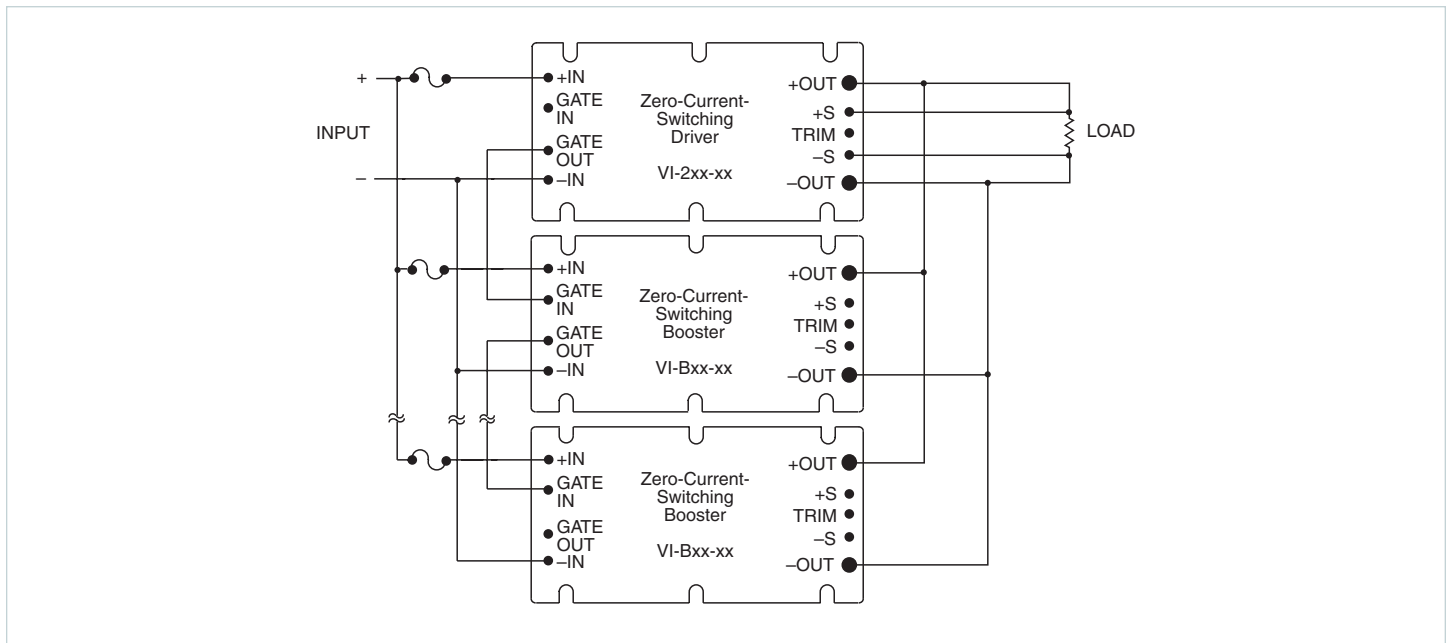 +
INPUT
–
+IN
GATE
IN
GATE
OUT
–IN
Zero-Current-
Switching
Driver
VI-2xx-xx
+OUT
+S
TRIM
–S
–OUT
LOAD
+IN
GATE
IN
GATE
OUT
–IN
Zero-Current-
Switching
Booster
VI-Bxx-xx
+OUT
+S
TRIM
–S
–OUT
+IN
GATE
IN
GATE
OUT
–IN
Zero-Current-
Switching
Booster
VI-Bxx-xx
+OUT
+S
TRIM
–S
–OUT